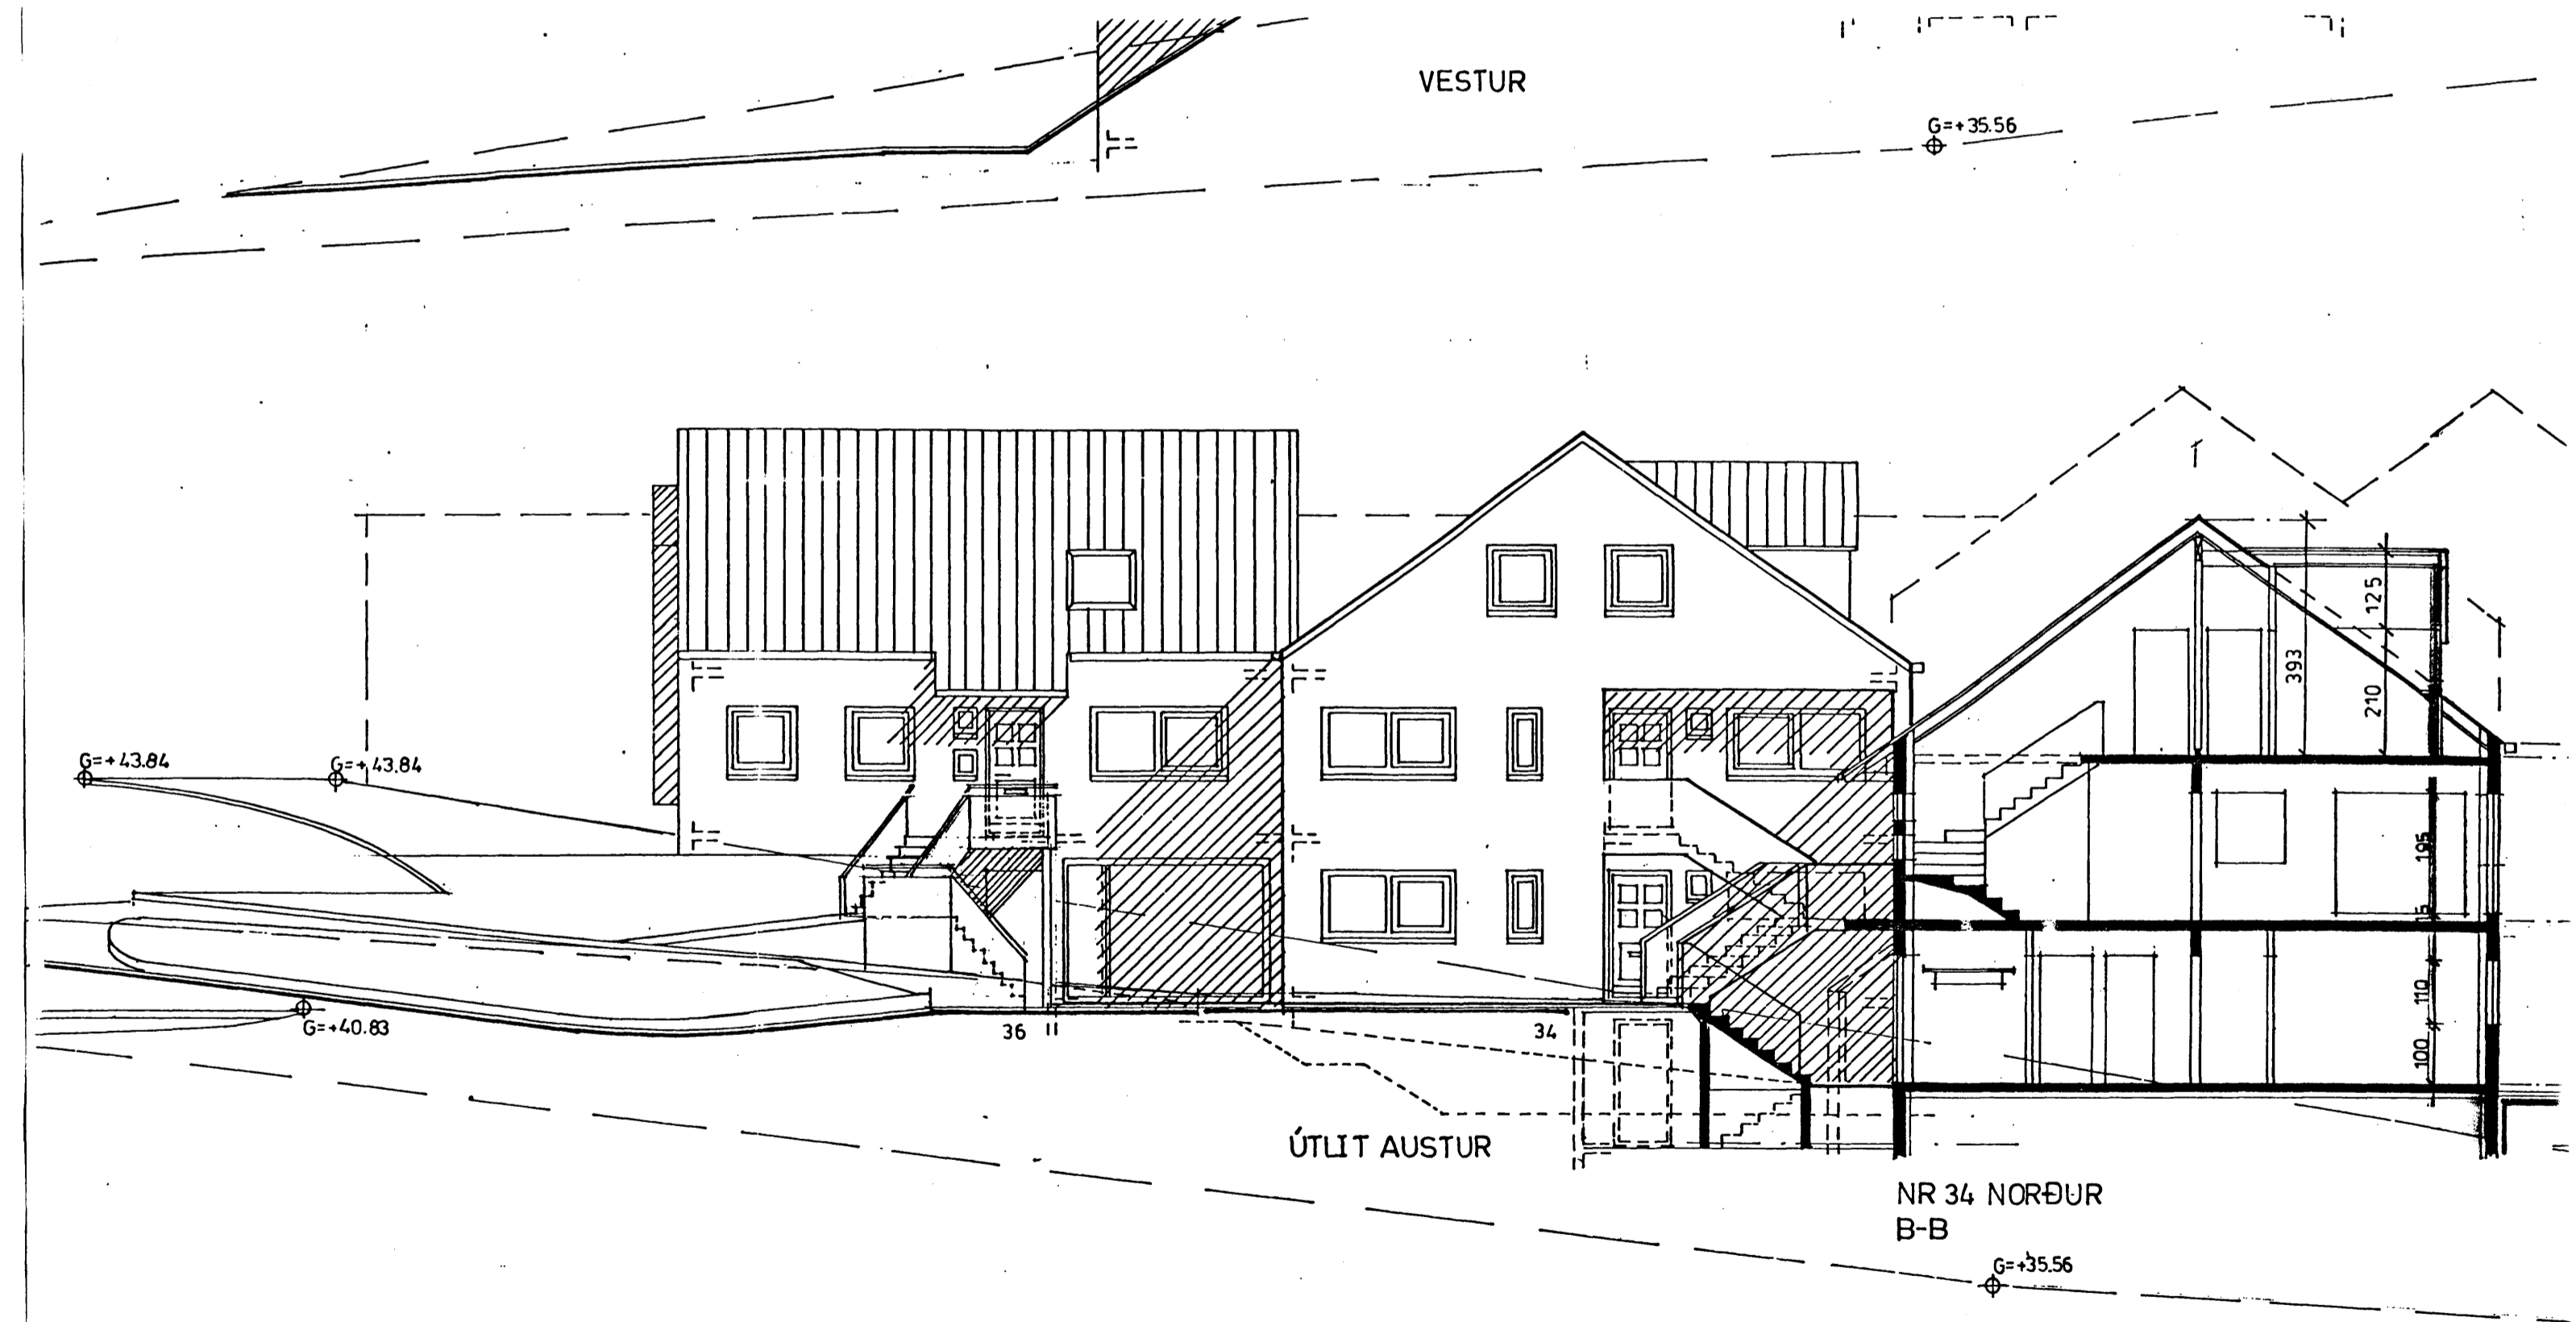 VESTUR
G=+35.56
G=+43.84
G=+43.84
125
393
210
195
15
110
100
G=+40.83
36
34
ÚTLIT AUSTUR
NR 34 NORÐUR
B-B
G=+35.56